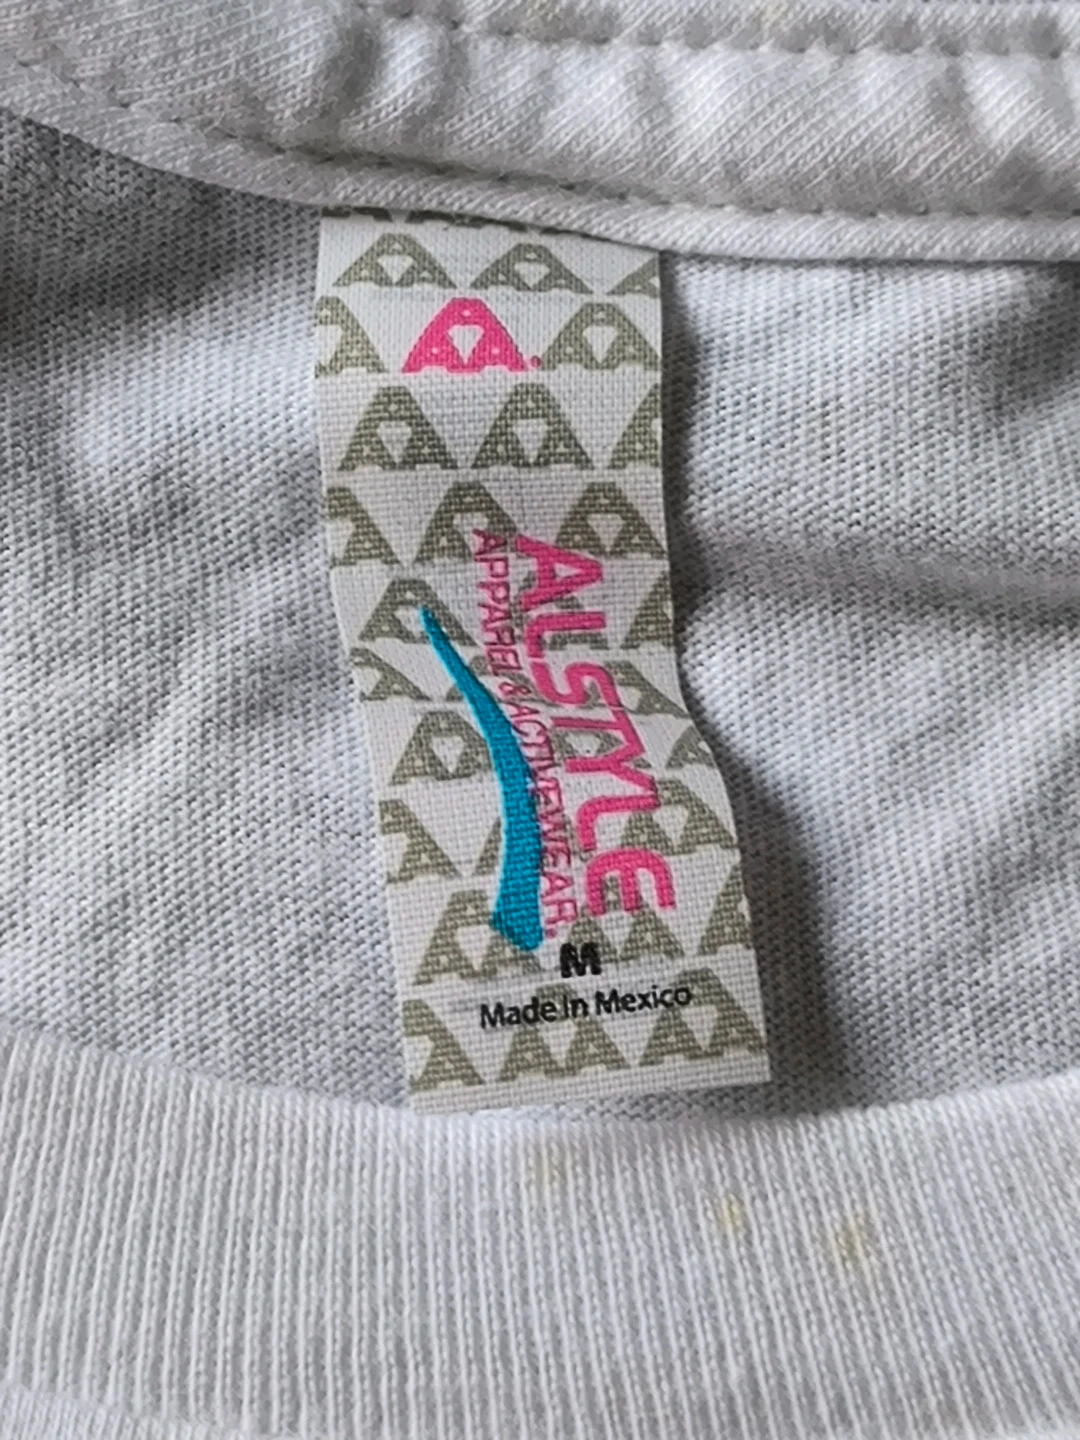 ALSTYLE
APPAREL & ACTIVEWEAR®
M
Made in Mexico